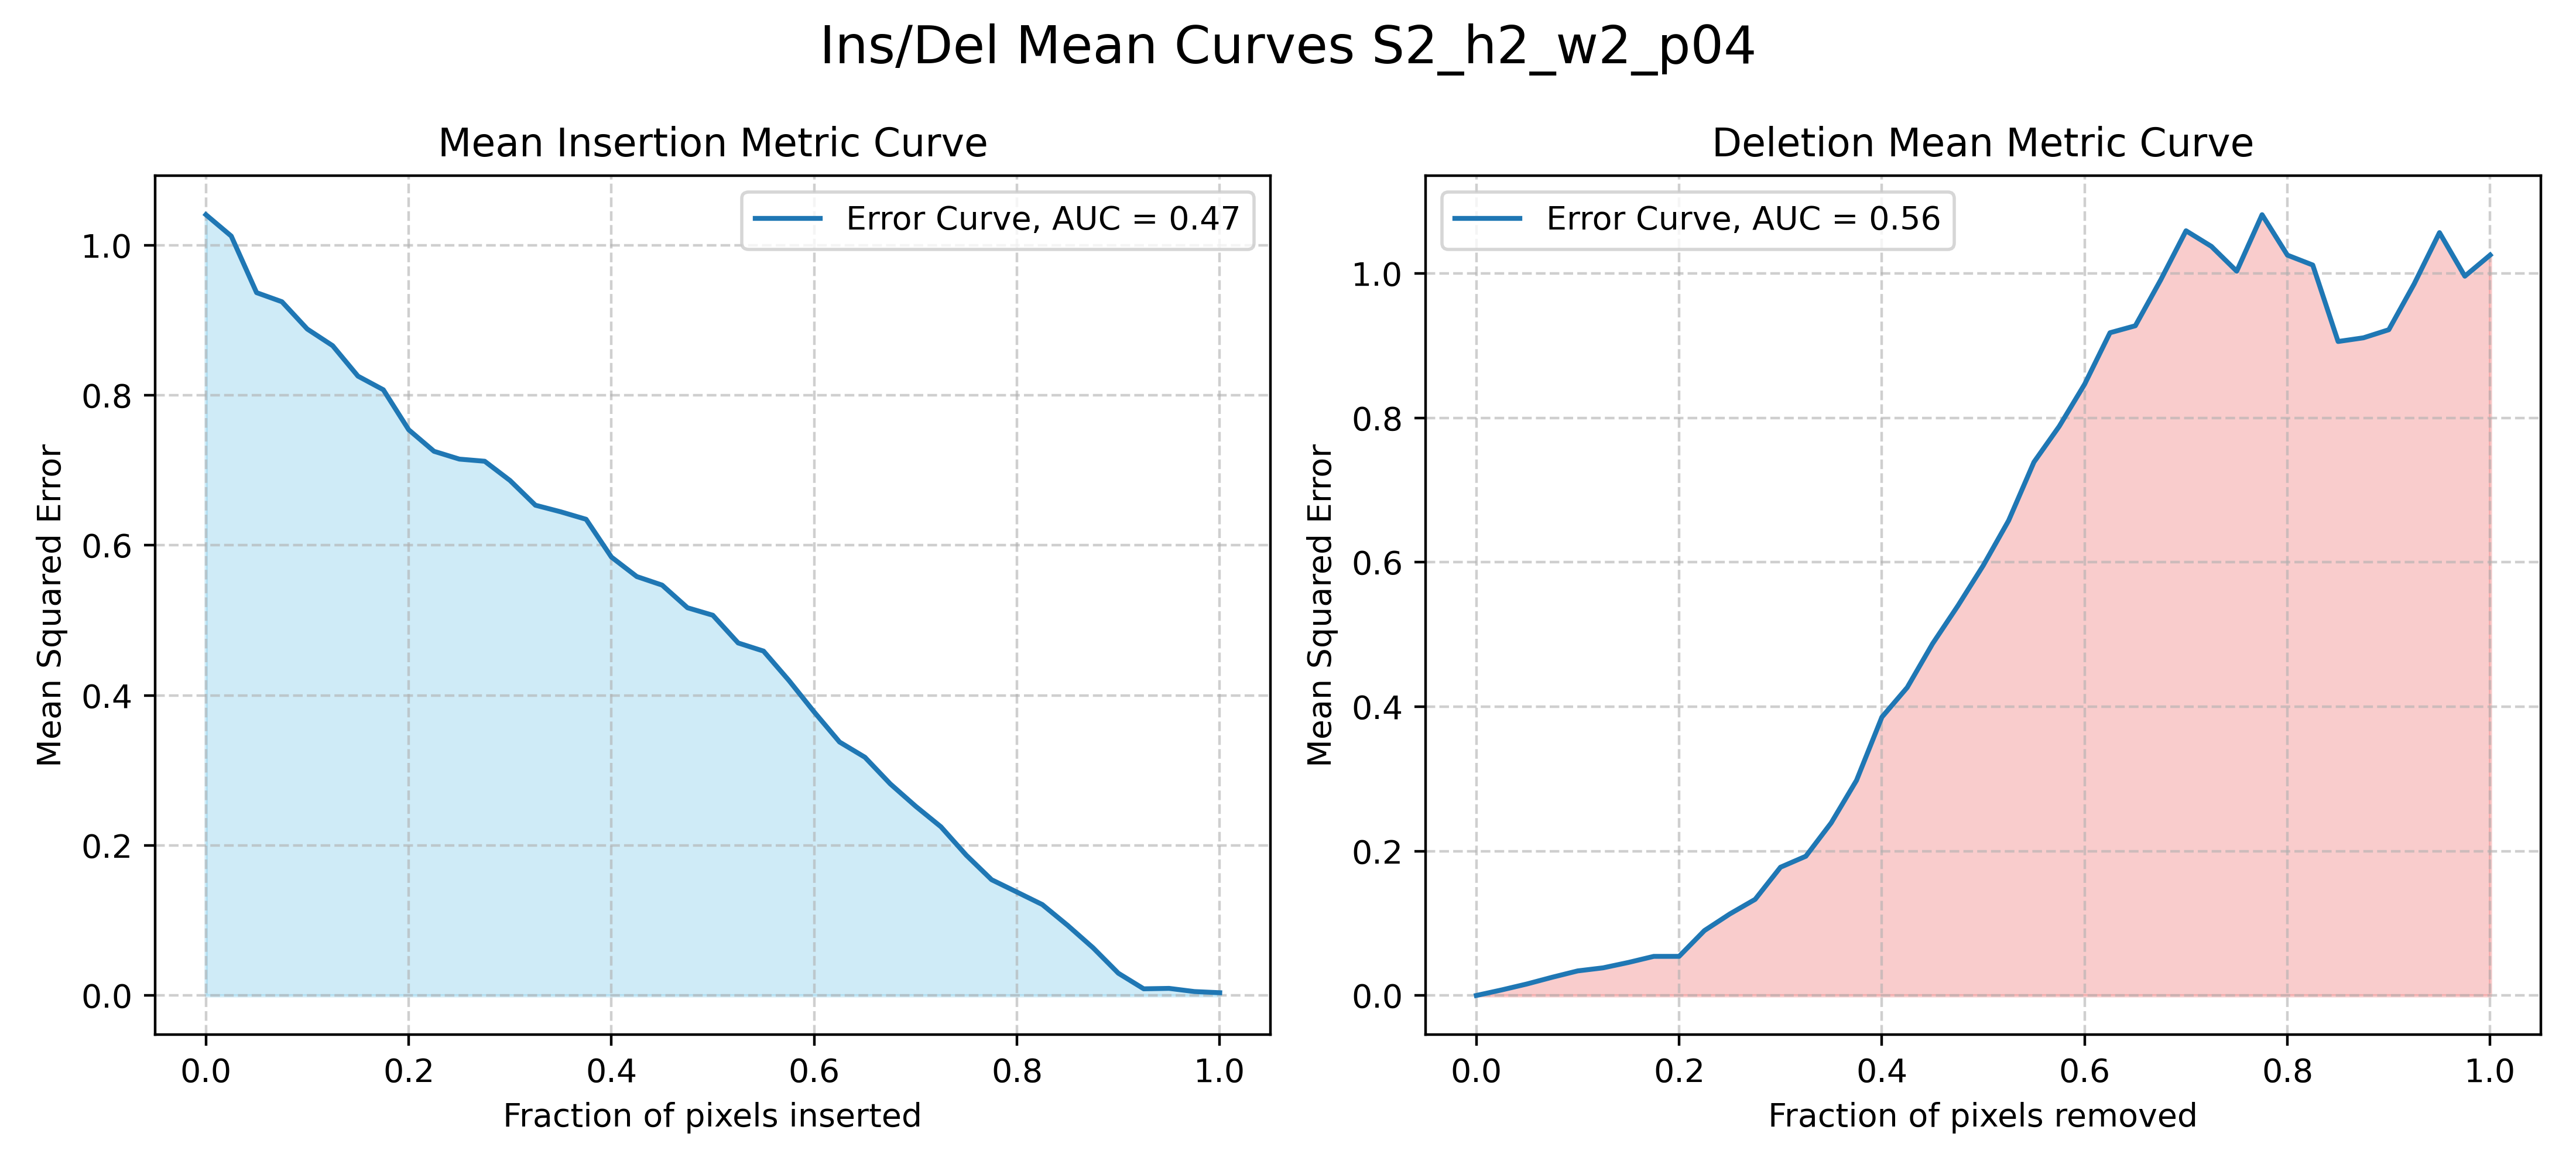 Ins/Del Mean Curves S2_h2_w2_p04
Mean Insertion Metric Curve
Error Curve, AUC = 0.47
Mean Squared Error
1.0
0.8
0.6
0.4
0.2
0.0
0.0 0.2 0.4 0.6 0.8 1.0
Fraction of pixels inserted
Deletion Mean Metric Curve
Error Curve, AUC = 0.56
Mean Squared Error
1.0
0.8
0.6
0.4
0.2
0.0
0.0 0.2 0.4 0.6 0.8 1.0
Fraction of pixels removed